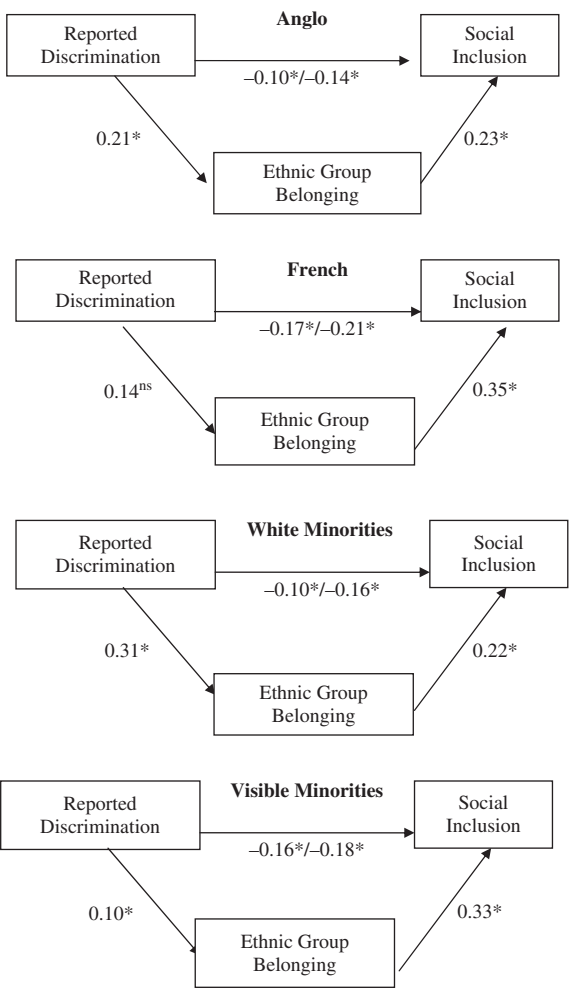 Anglo
Reported
Discrimination
Social
Inclusion
–0.10*/–0.14*
0.21*
0.23*
Ethnic Group
Belonging
French
Reported
Discrimination
Social
Inclusion
–0.17*/–0.21*
0.14ns
0.35*
Ethnic Group
Belonging
White Minorities
Reported
Discrimination
Social
Inclusion
–0.10*/–0.16*
0.31*
0.22*
Ethnic Group
Belonging
Visible Minorities
Reported
Discrimination
Social
Inclusion
–0.16*/–0.18*
0.10*
0.33*
Ethnic Group
Belonging